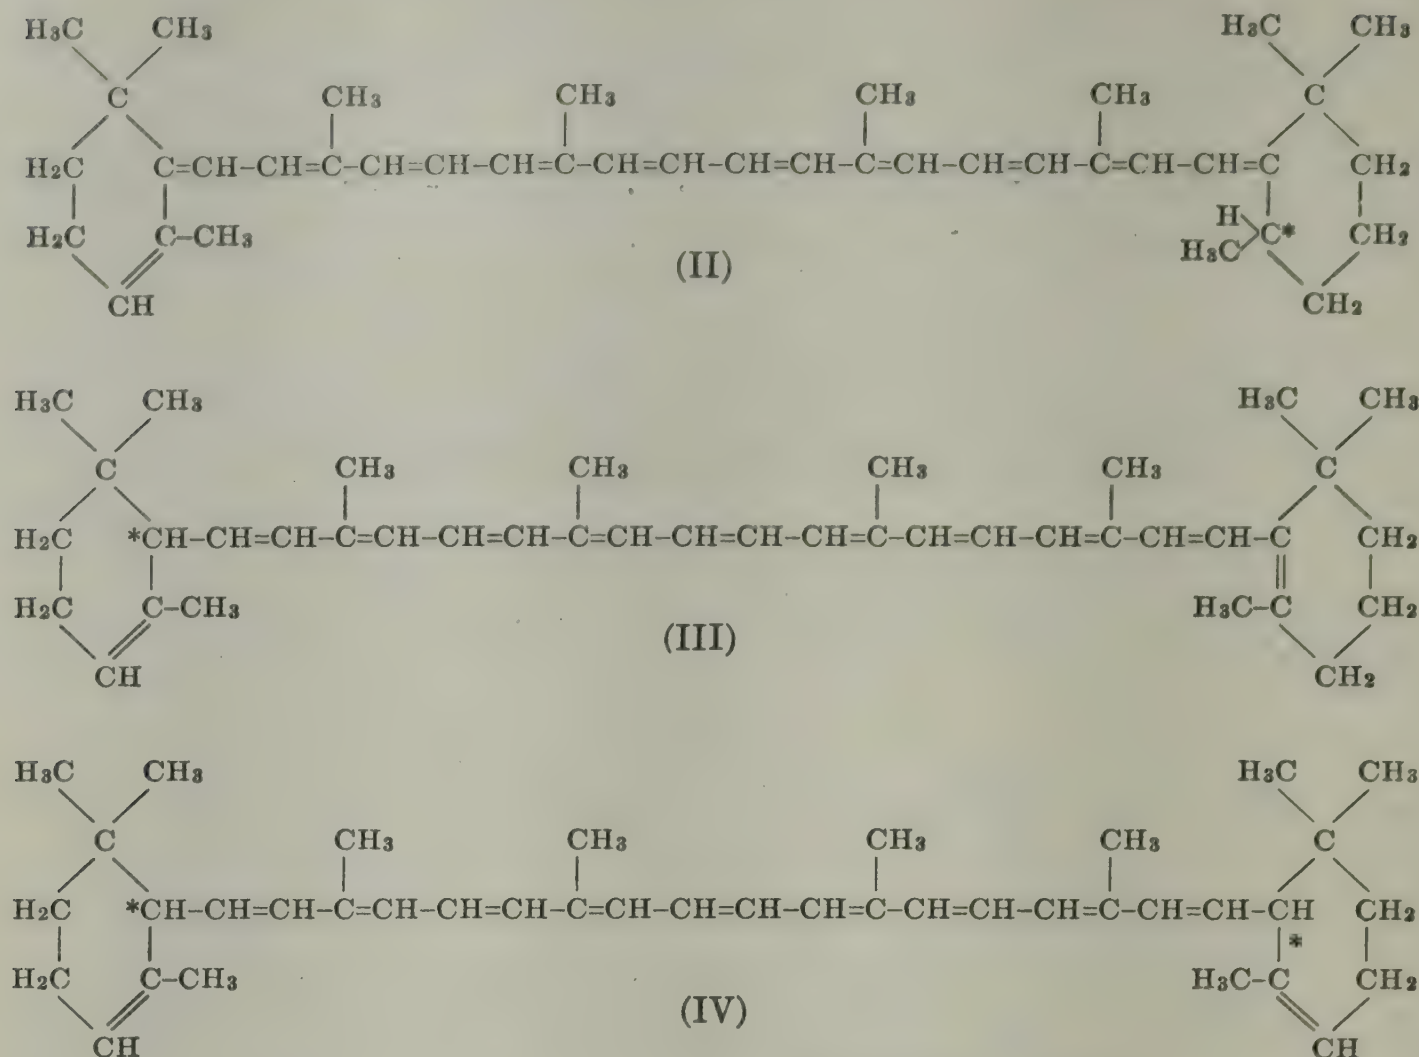 H₃C CH₃ H₃C CH₃
C CH₃ CH₃ CH₃ CH₃ C
H₂C C=CH-CH=C-CH=CH-CH=C-CH=CH-CH=CH-C=CH-CH=CH-C=CH-CH=C CH₂
H
H₂C C-CH₃ C* CH₂
H₃C
(II)
CH CH₂
H₃C CH₃ H₃C CH₃
C CH₃ CH₃ CH₃ CH₃ C
H₂C *CH-CH=CH-C=CH-CH=CH-C=CH-CH=CH-CH=C-CH=CH-CH=C-CH=CH-C CH₂
H₂C C-CH₃ H₃C-C CH₂
(III)
CH CH₂
H₃C CH₃ H₃C CH₃
C CH₃ CH₃ CH₃ CH₃ C
H₂C *CH-CH=CH-C=CH-CH=CH-C=CH-CH=CH-CH=C-CH=CH-CH=C-CH=CH-CH CH₂
*
H₂C C-CH₃ H₃C-C CH₂
(IV)
CH CH